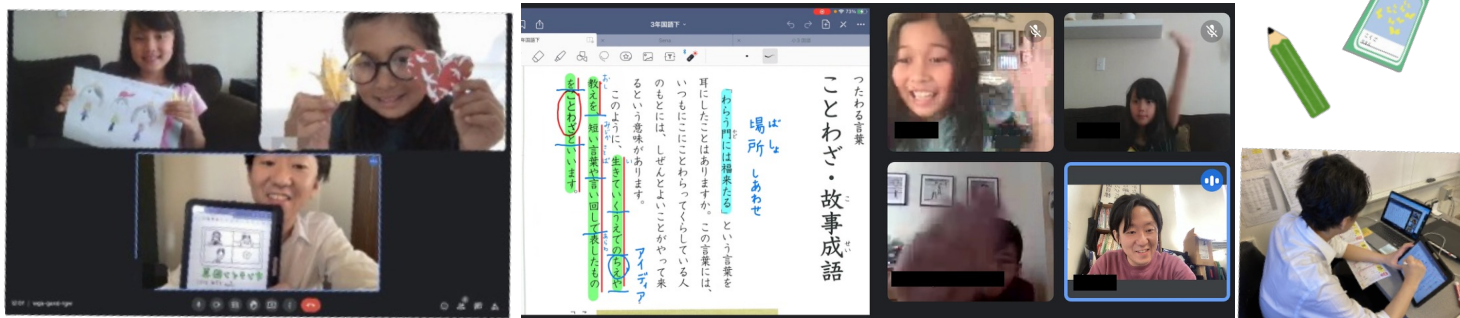 3年国語下
73%
つたわる言葉
ことわざ・故事成語
ばしょ
場所
しあわせ
「わらう門には福来たる」という言葉を
耳にしたことはありますか。この言葉には、
いつもにこにことわらってくらしている人
のもとには、しぜんとよいことがやって来
るという意味があります。
アイディア
このように、生きていくうえでのちえや
教えを、短い言葉や言い回しで表したもの
をことわざといいます。